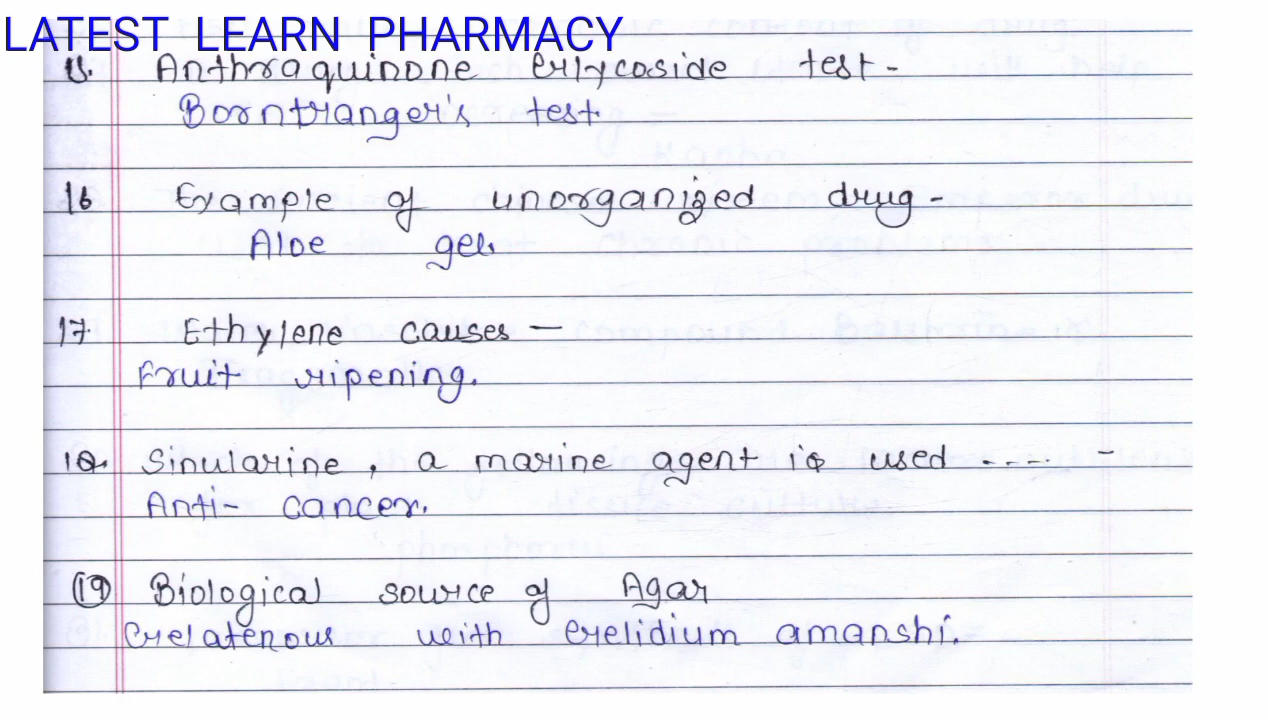 LATEST LEARN PHARMACY
15. Anthraquinone Glycoside test -
Borntranger's test
16 Example of unorganized drug -
Aloe gel
17. Ethylene causes —
Fruit ripening.
18. Sinularine, a marine agent is used ---- -
Anti- cancer.
19 Biological source of Agar
Gelatenous with Gelidium amanshi.